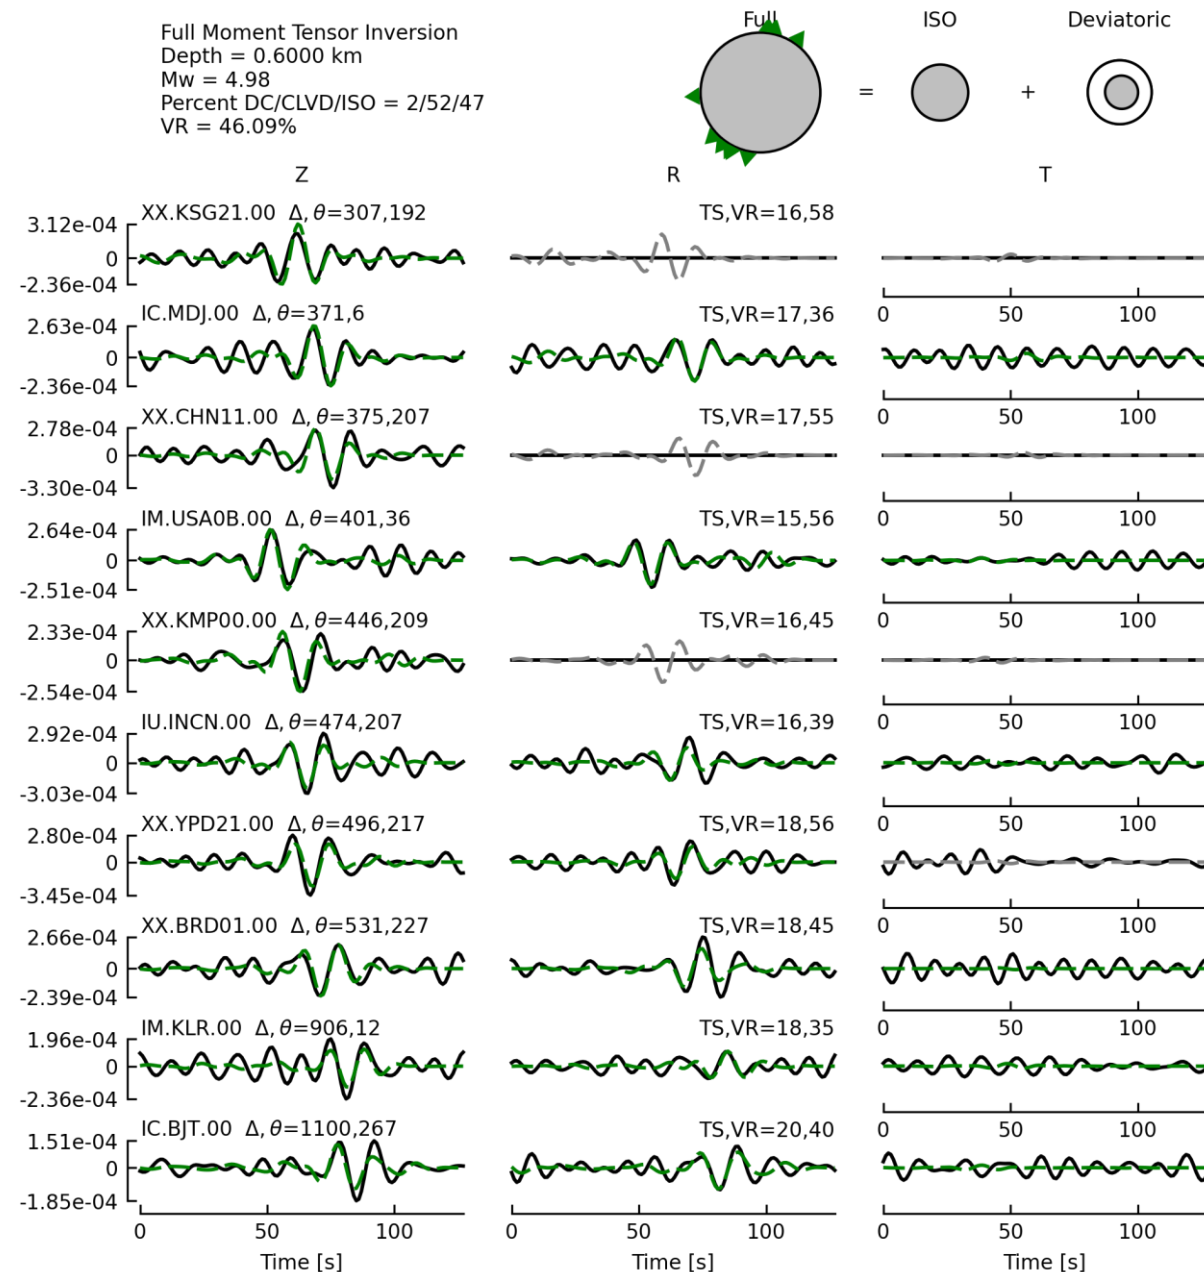 Full Moment Tensor Inversion
Depth = 0.6000 km
Mw = 4.98
Percent DC/CLVD/ISO = 2/52/47
VR = 46.09%
Full ISO Deviatoric
= +
Z R T
XX.KSG21.00 Δ, θ=307,192 TS,VR=16,58
3.12e-04
0
-2.36e-04
0 50 100
IC.MDJ.00 Δ, θ=371,6 TS,VR=17,36
2.63e-04
0
-2.36e-04
0 50 100
XX.CHN11.00 Δ, θ=375,207 TS,VR=17,55
2.78e-04
0
-3.30e-04
0 50 100
IM.USA0B.00 Δ, θ=401,36 TS,VR=15,56
2.64e-04
0
-2.51e-04
0 50 100
XX.KMP00.00 Δ, θ=446,209 TS,VR=16,45
2.33e-04
0
-2.54e-04
0 50 100
IU.INCN.00 Δ, θ=474,207 TS,VR=16,39
2.92e-04
0
-3.03e-04
0 50 100
XX.YPD21.00 Δ, θ=496,217 TS,VR=18,56
2.80e-04
0
-3.45e-04
0 50 100
XX.BRD01.00 Δ, θ=531,227 TS,VR=18,45
2.66e-04
0
-2.39e-04
0 50 100
IM.KLR.00 Δ, θ=906,12 TS,VR=18,35
1.96e-04
0
-2.36e-04
0 50 100
IC.BJT.00 Δ, θ=1100,267 TS,VR=20,40
1.51e-04
0
-1.85e-04
0 50 100 0 50 100 0 50 100
Time [s] Time [s] Time [s]